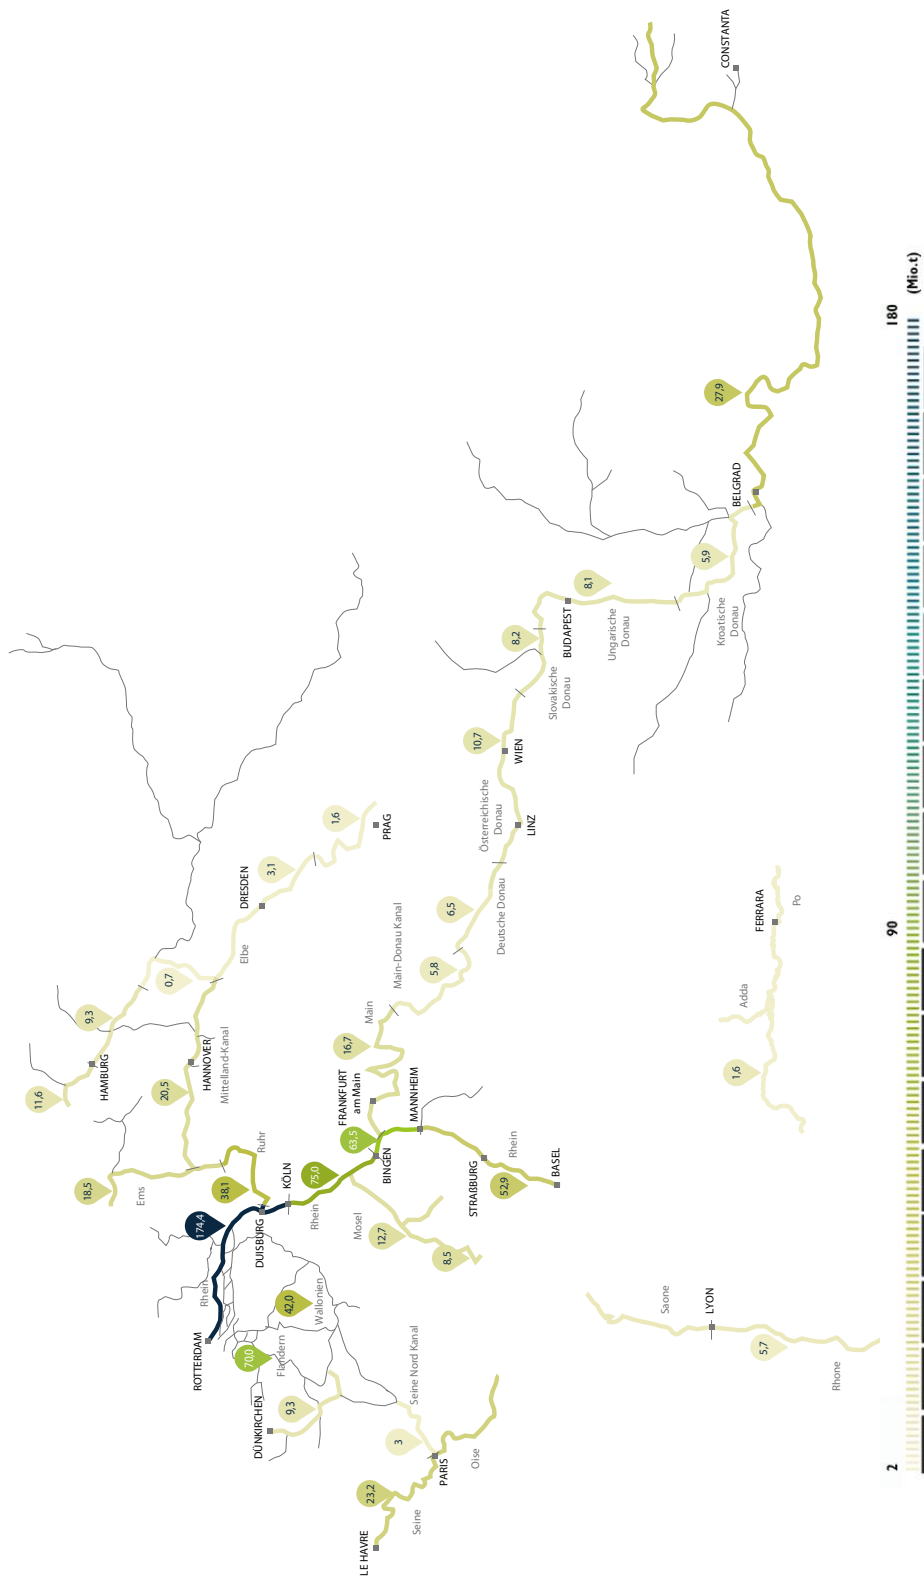 11,6
HAMBURG
9,3
18,5
Ems
20,5
HANNOVER
Mittelland-Kanal
0,7
Elbe
DRESDEN
3,1
1,6
PRAG
ROTTERDAM
Rhein
174,4
38,1
Ruhr
DUISBURG
KÖLN
Rhein
75,0
63,5
FRANKFURT
am Main
16,7
Main
Main-Donau Kanal
5,8
6,5
Deutsche Donau
LINZ
Österreichische
Donau
10,7
WIEN
Slovakische
Donau
8,2
BUDAPEST
8,1
Ungarische
Donau
Kroatische
Donau
5,9
BELGRAD
27,9
CONSTANTA
70,0
Flandern
42,0
Wallonien
DÜNKIRCHEN
9,3
Seine Nord Kanal
3
LE HAVRE
23,2
Seine
PARIS
Oise
Mosel
12,7
8,5
BINGEN
MANNHEIM
STRAßBURG
Rhein
52,9
BASEL
Saone
LYON
5,7
Rhone
1,6
Adda
FERRARA
Po
2
90
180
(Mio.t)